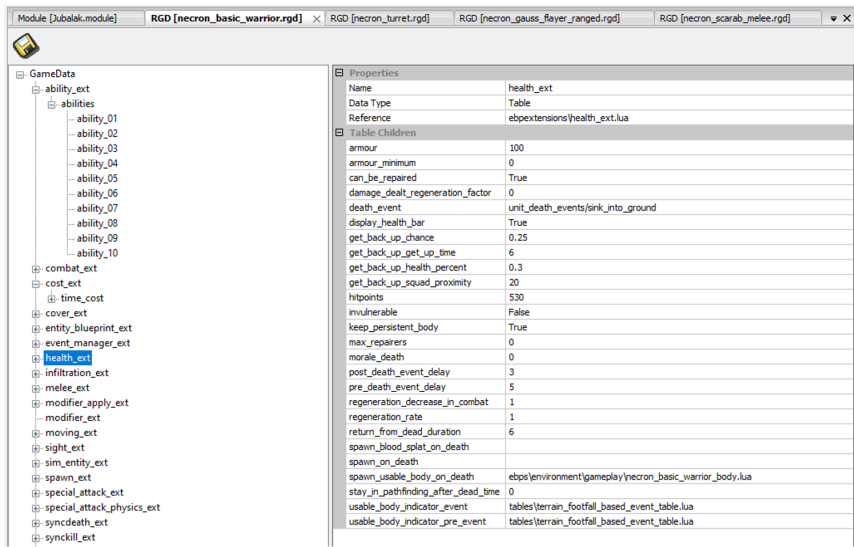 Module [Jubalak.module] RGD [necron_basic_warrior.rgd] RGD [necron_turret.rgd] RGD [necron_gauss_flayer_ranged.rgd] RGD [necron_scarab_melee.rgd]
GameData
ability_ext
abilities
ability_01
ability_02
ability_03
ability_04
ability_05
ability_06
ability_07
ability_08
ability_09
ability_10
combat_ext
cost_ext
time_cost
cover_ext
entity_blueprint_ext
event_manager_ext
health_ext
infiltration_ext
melee_ext
modifier_apply_ext
modifier_ext
moving_ext
sight_ext
sim_entity_ext
spawn_ext
special_attack_ext
special_attack_physics_ext
syncdeath_ext
synckill_ext
Properties
Name health_ext
Data Type Table
Reference ebpextensions\health_ext.lua
Table Children
armour 100
armour_minimum 0
can_be_repaired True
damage_dealt_regeneration_factor 0
death_event unit_death_events/sink_into_ground
display_health_bar True
get_back_up_chance 0.25
get_back_up_get_up_time 6
get_back_up_health_percent 0.3
get_back_up_squad_proximity 20
hitpoints 530
invulnerable False
keep_persistent_body True
max_repairers 0
morale_death 0
post_death_event_delay 3
pre_death_event_delay 5
regeneration_decrease_in_combat 1
regeneration_rate 1
return_from_dead_duration 6
spawn_blood_splat_on_death
spawn_on_death
spawn_usable_body_on_death ebps\environment\gameplay\necron_basic_warrior_body.lua
stay_in_pathfinding_after_dead_time 0
usable_body_indicator_event tables\terrain_footfall_based_event_table.lua
usable_body_indicator_pre_event tables\terrain_footfall_based_event_table.lua